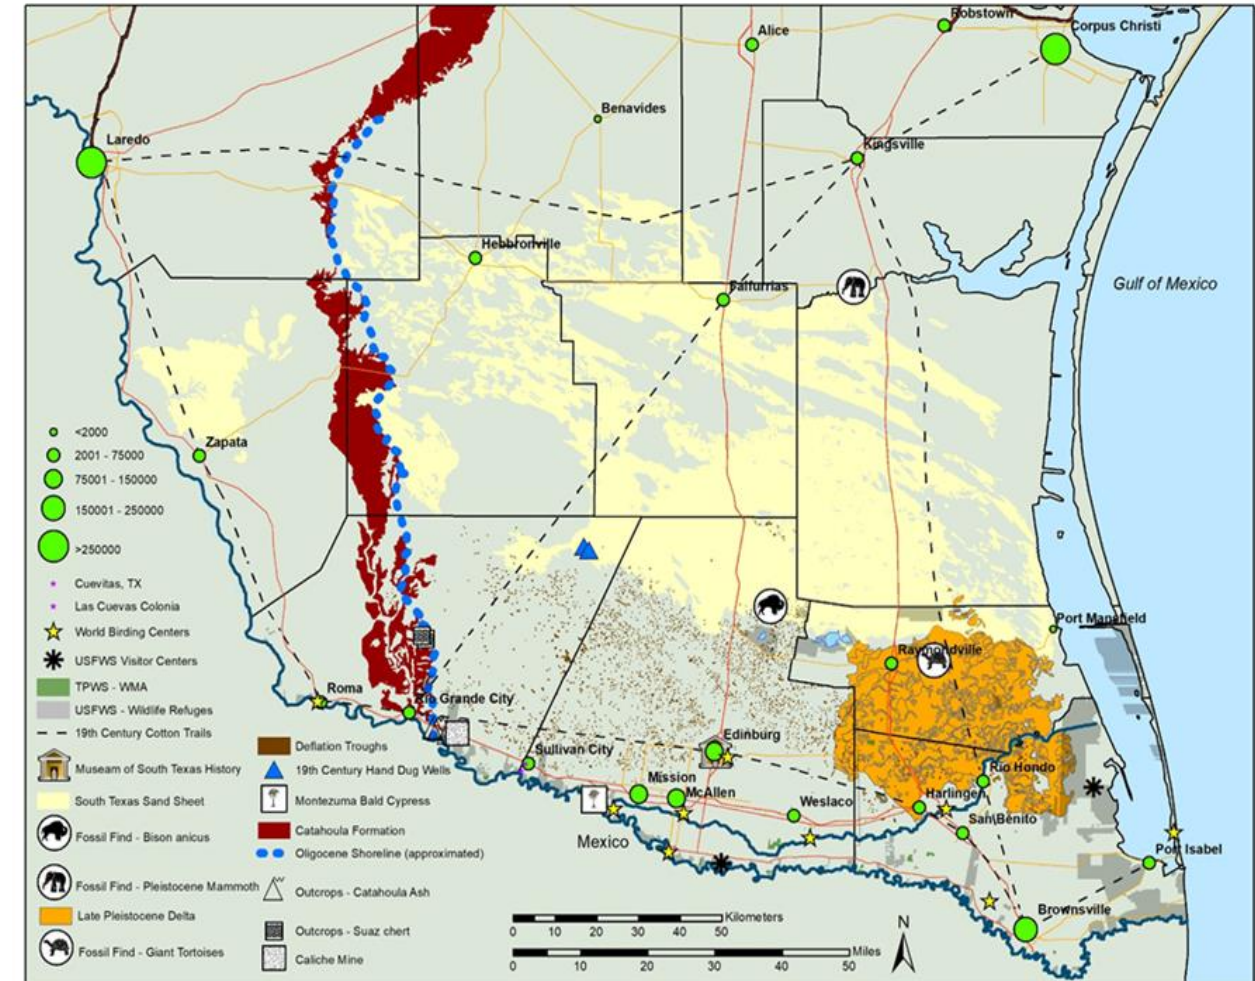 Robstown
Corpus Christi
Alice
Benavides
Laredo
Kingsville
Hebbronville
Falfurrias
Gulf of Mexico
Zapata
<2000
2001 - 75000
75001 - 150000
150001 - 250000
>250000
Cuevitas, TX
Las Cuevas Colonia
World Birding Centers
USFWS Visitor Centers
TPWS - WMA
USFWS - Wildlife Refuges
19th Century Cotton Trails
Museam of South Texas History
South Texas Sand Sheet
Fossil Find - Bison anicus
Fossil Find - Pleistocene Mammoth
Late Pleistocene Delta
Fossil Find - Giant Tortoises
Deflation Troughs
19th Century Hand Dug Wells
Montezuma Bald Cypress
Catahoula Formation
Oligocene Shoreline (approximated)
Outcrops - Catahoula Ash
Outcrops - Suaz chert
Caliche Mine
Port Mansfield
Raymondville
Roma
Rio Grande City
Sullivan City
Edinburg
Mission
McAllen
Weslaco
Rio Hondo
Harlingen
San Benito
Mexico
Port Isabel
Brownsville
Kilometers
0 10 20 30 40 50
Miles
0 10 20 30 40 50
N